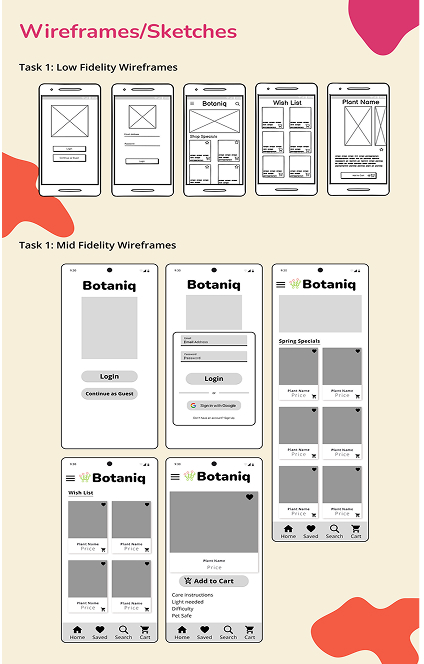 Wireframes/Sketches
Task 1: Low Fidelity Wireframes
Login
Continue as Guest
Email Address
Password
Login
Botaniq
Shop Specials
Wish List
Plant Name
Add to Cart
Task 1: Mid Fidelity Wireframes
9:30
Botaniq
Login
Continue as Guest
9:30
Botaniq
Email
Email Address
Password
Password
Login
or
Sign in with Google
Don't have an account? Sign up
9:30
Botaniq
Spring Specials
Plant Name
Price
Plant Name
Price
Plant Name
Price
Plant Name
Price
Plant Name
Price
Plant Name
Price
Home Saved Search Cart
9:30
Botaniq
Wish List
Plant Name
Price
Plant Name
Price
Plant Name
Price
Plant Name
Price
Home Saved Search Cart
9:30
Botaniq
Plant Name
Price
Add to Cart
Care instructions
Light needed
Difficulty
Pet Safe
Home Saved Search Cart